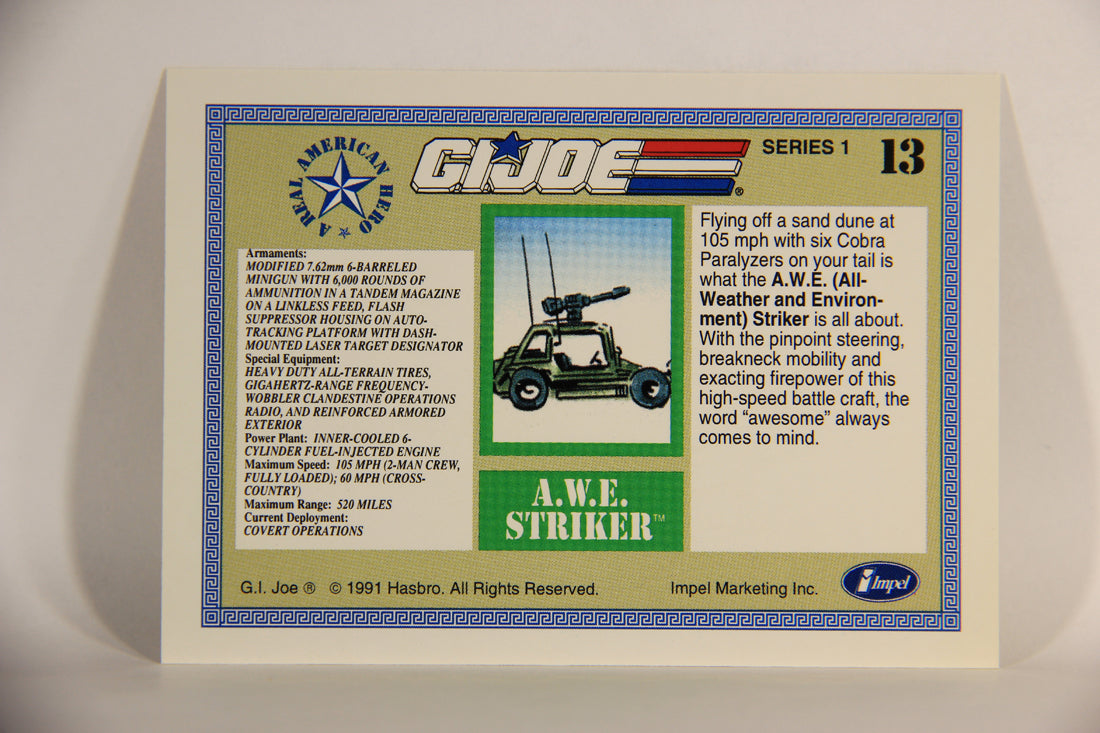 A REAL AMERICAN HERO
G.I.JOE®
SERIES 1
13
Armaments:
MODIFIED 7.62mm 6-BARRELED
MINIGUN WITH 6,000 ROUNDS OF
AMMUNITION IN A TANDEM MAGAZINE
ON A LINKLESS FEED, FLASH
SUPPRESSOR HOUSING ON AUTO-
TRACKING PLATFORM WITH DASH-
MOUNTED LASER TARGET DESIGNATOR
Special Equipment:
HEAVY DUTY ALL-TERRAIN TIRES,
GIGAHERTZ-RANGE FREQUENCY-
WOBBLER CLANDESTINE OPERATIONS
RADIO, AND REINFORCED ARMORED
EXTERIOR
Power Plant: INNER-COOLED 6-
CYLINDER FUEL-INJECTED ENGINE
Maximum Speed: 105 MPH (2-MAN CREW,
FULLY LOADED); 60 MPH (CROSS-
COUNTRY)
Maximum Range: 520 MILES
Current Deployment:
COVERT OPERATIONS
A.W.E.
STRIKER™
Flying off a sand dune at
105 mph with six Cobra
Paralyzers on your tail is
what the A.W.E. (All-
Weather and Environ-
ment) Striker is all about.
With the pinpoint steering,
breakneck mobility and
exacting firepower of this
high-speed battle craft, the
word “awesome” always
comes to mind.
G.I. Joe ® © 1991 Hasbro. All Rights Reserved.
Impel Marketing Inc.
Impel